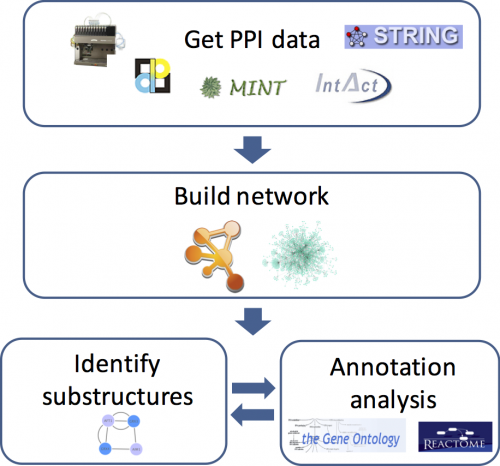 Get PPI data
STRING
MINT
IntAct
Build network
Identify
substructures
Annotation
analysis
the Gene Ontology
REACTOME